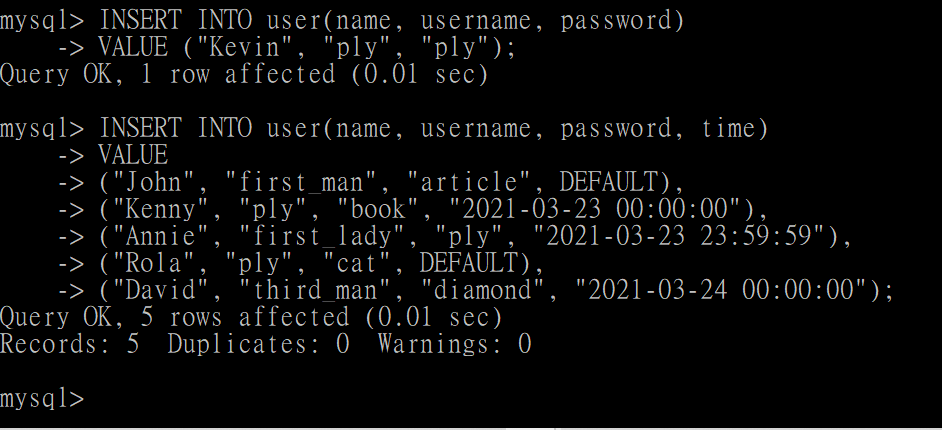 mysql> INSERT INTO user(name, username, password)
    -> VALUE ("Kevin", "ply", "ply");
Query OK, 1 row affected (0.01 sec)

mysql> INSERT INTO user(name, username, password, time)
    -> VALUE
    -> ("John", "first_man", "article", DEFAULT),
    -> ("Kenny", "ply", "book", "2021-03-23 00:00:00"),
    -> ("Annie", "first_lady", "ply", "2021-03-23 23:59:59"),
    -> ("Rola", "ply", "cat", DEFAULT),
    -> ("David", "third_man", "diamond", "2021-03-24 00:00:00");
Query OK, 5 rows affected (0.01 sec)
Records: 5  Duplicates: 0  Warnings: 0

mysql>